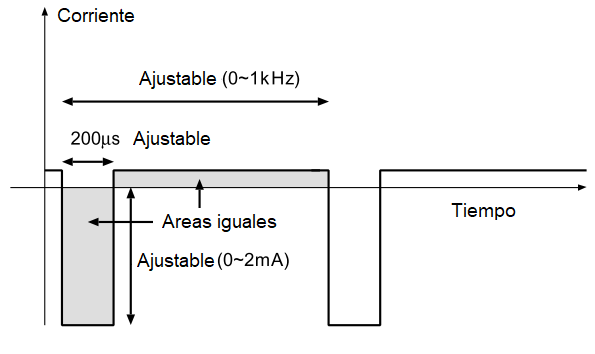 Corriente
Ajustable (0~1kHz)
200µs Ajustable
Tiempo
Areas iguales
Ajustable (0~2mA)